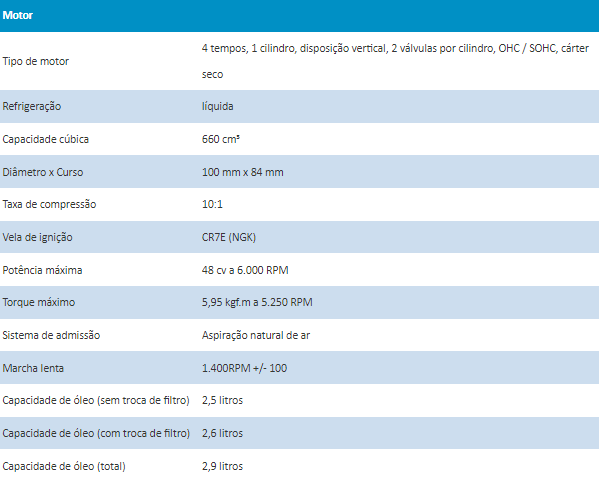 Motor
Tipo de motor
4 tempos, 1 cilindro, disposição vertical, 2 válvulas por cilindro, OHC / SOHC, cárter
seco
Refrigeração líquida
Capacidade cúbica 660 cm³
Diâmetro x Curso 100 mm x 84 mm
Taxa de compressão 10:1
Vela de ignição CR7E (NGK)
Potência máxima 48 cv a 6.000 RPM
Torque máximo 5,95 kgf.m a 5.250 RPM
Sistema de admissão Aspiração natural de ar
Marcha lenta 1.400RPM +/- 100
Capacidade de óleo (sem troca de filtro) 2,5 litros
Capacidade de óleo (com troca de filtro) 2,6 litros
Capacidade de óleo (total) 2,9 litros